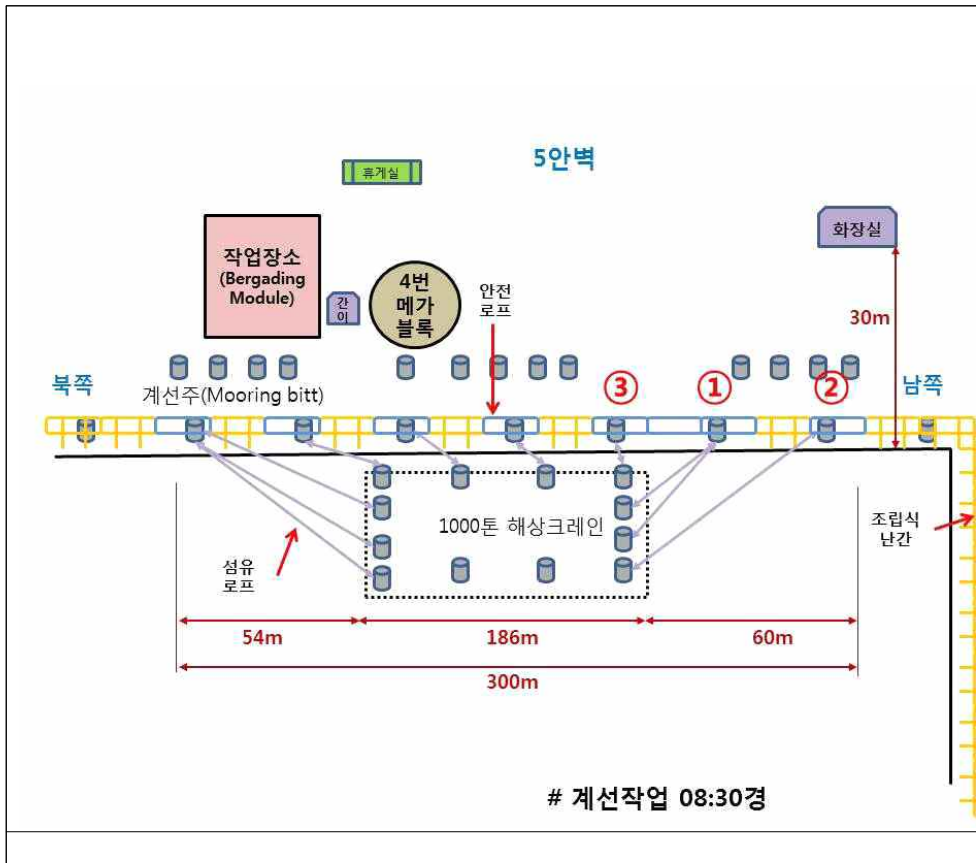 5안벽
휴게실
화장실
작업장소
(Bergading
Module)
간
이
4번
메가
블록
안전
로프
30m
북쪽
계선주(Mooring bitt)
③
①
②
남쪽
1000톤 해상크레인
조립식
난간
섬유
로프
54m
186m
60m
300m
# 계선작업 08:30경